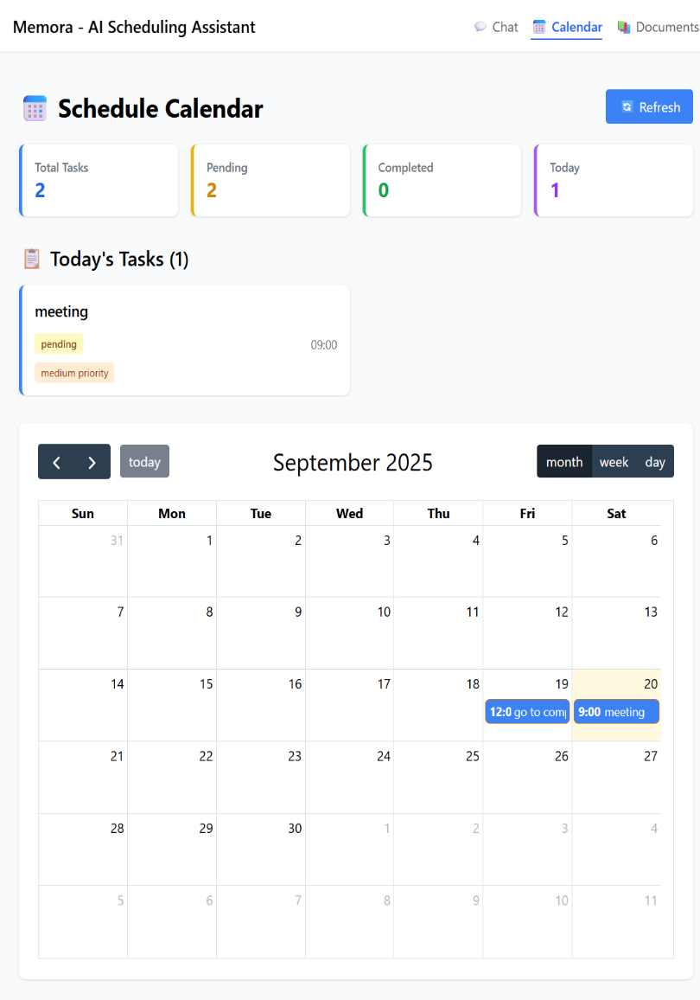 Memora - AI Scheduling Assistant Chat Calendar Documents
Schedule Calendar Refresh
Total Tasks Pending Completed Today
2 2 0 1
Today's Tasks (1)
meeting
pending 09:00
medium priority
today September 2025 month week day
Sun Mon Tue Wed Thu Fri Sat
31 1 2 3 4 5 6
7 8 9 10 11 12 13
14 15 16 17 18 19 20
12:0 go to com 9:00 meeting
21 22 23 24 25 26 27
28 29 30 1 2 3 4
5 6 7 8 9 10 11